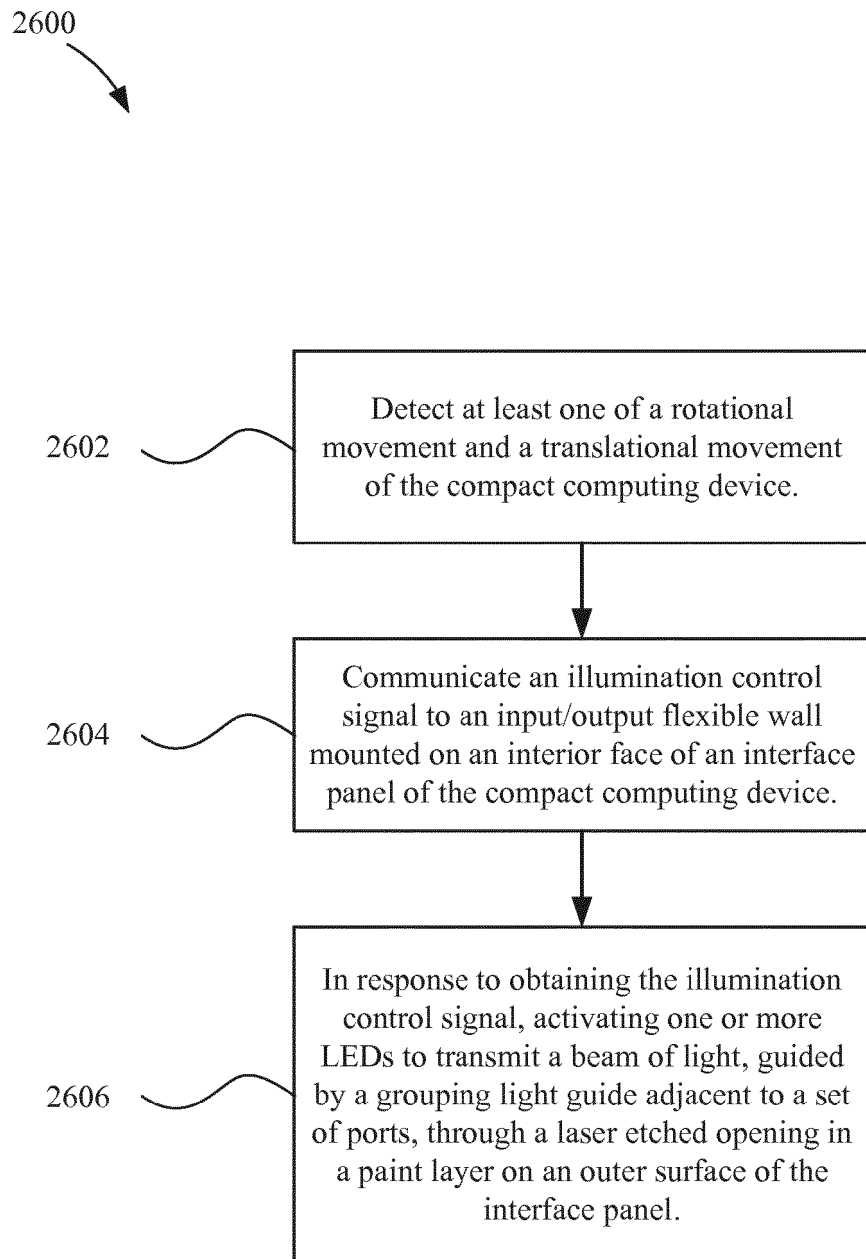 2600
Detect at least one of a rotational
movement and a translational movement
of the compact computing device.
2602
Communicate an illumination control
signal to an input/output flexible wall
mounted on an interior face of an interface
panel of the compact computing device.
2604
In response to obtaining the illumination
control signal, activating one or more
LEDs to transmit a beam of light, guided
by a grouping light guide adjacent to a set
of ports, through a laser etched opening in
a paint layer on an outer surface of the
interface panel.
2606